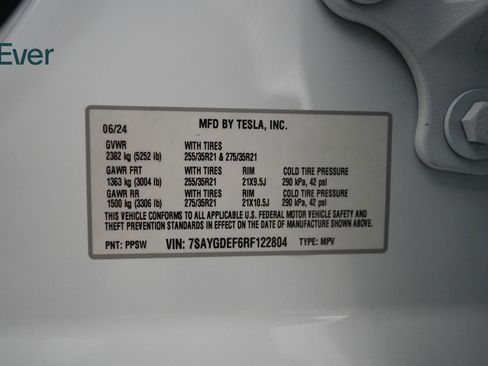 Ever
06/24 MFD BY TESLA, INC.
GVWR WITH TIRES
2382 kg (5252 lb) 255/35R21 & 275/35R21
GAWR FRT WITH TIRES RIM COLD TIRE PRESSURE
1363 kg (3004 lb) 255/35R21 21X9.5J 290 kPa, 42 psi
GAWR RR WITH TIRES RIM COLD TIRE PRESSURE
1500 kg (3306 lb) 275/35R21 21X10.5J 290 kPa, 42 psi
THIS VEHICLE CONFORMS TO ALL APPLICABLE U.S. FEDERAL MOTOR VEHICLE SAFETY AND
THEFT PREVENTION STANDARDS IN EFFECT ON THE DATE OF MANUFACTURE SHOWN ABOVE.
PNT: PPSW VIN: 7SAYGDEF6RF122804 TYPE: MPV